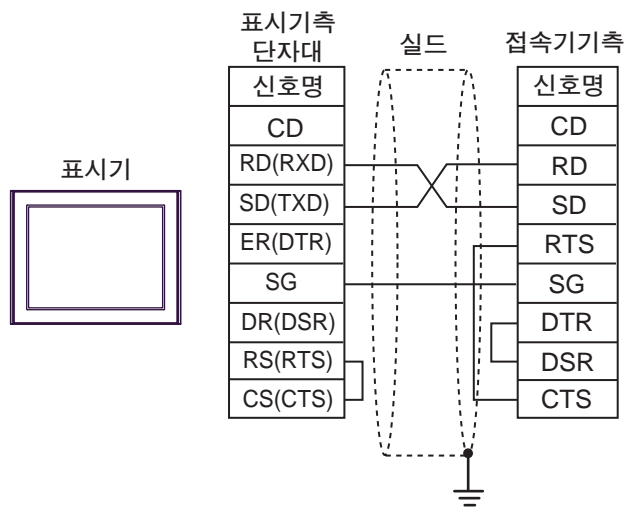 표시기
표시기측
단자대
신호명
CD
RD(RXD)
SD(TXD)
ER(DTR)
SG
DR(DSR)
RS(RTS)
CS(CTS)
실드
접속기기측
신호명
CD
RD
SD
RTS
SG
DTR
DSR
CTS